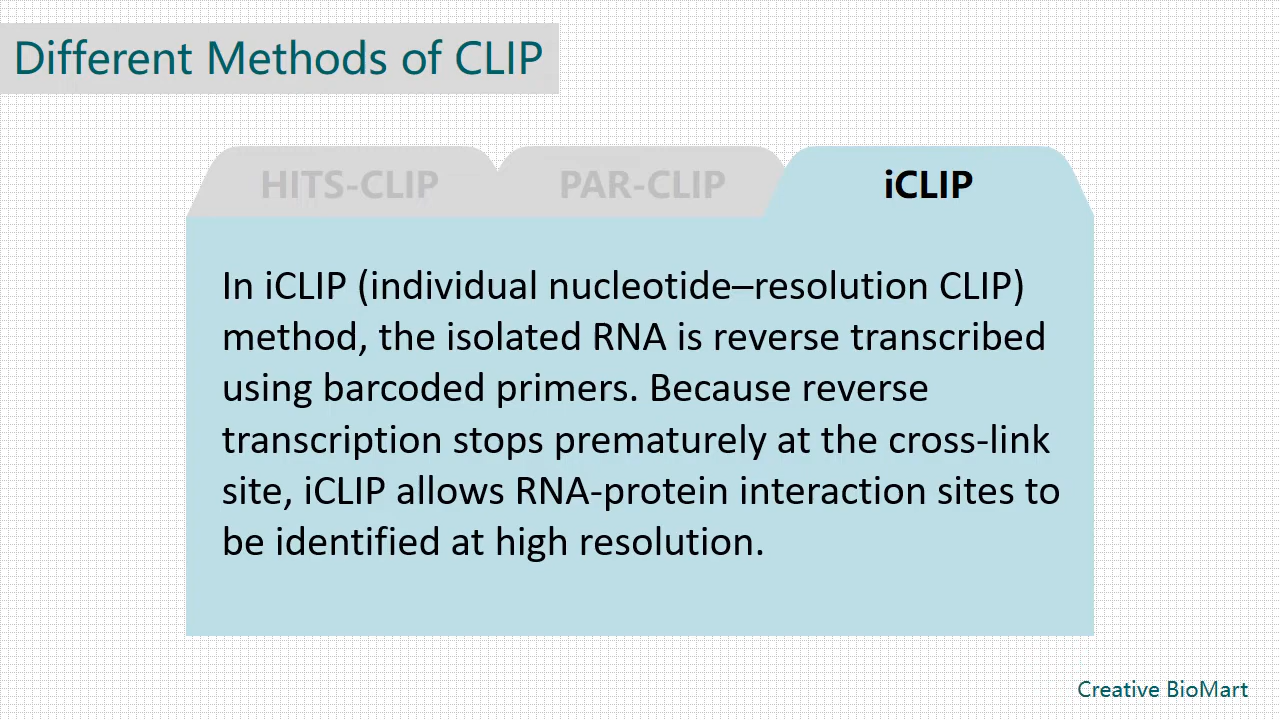 Different Methods of CLIP
HITS-CLIP
PAR-CLIP
iCLIP
In iCLIP (individual nucleotide–resolution CLIP)
method, the isolated RNA is reverse transcribed
using barcoded primers. Because reverse
transcription stops prematurely at the cross-link
site, iCLIP allows RNA-protein interaction sites to
be identified at high resolution.
Creative BioMart